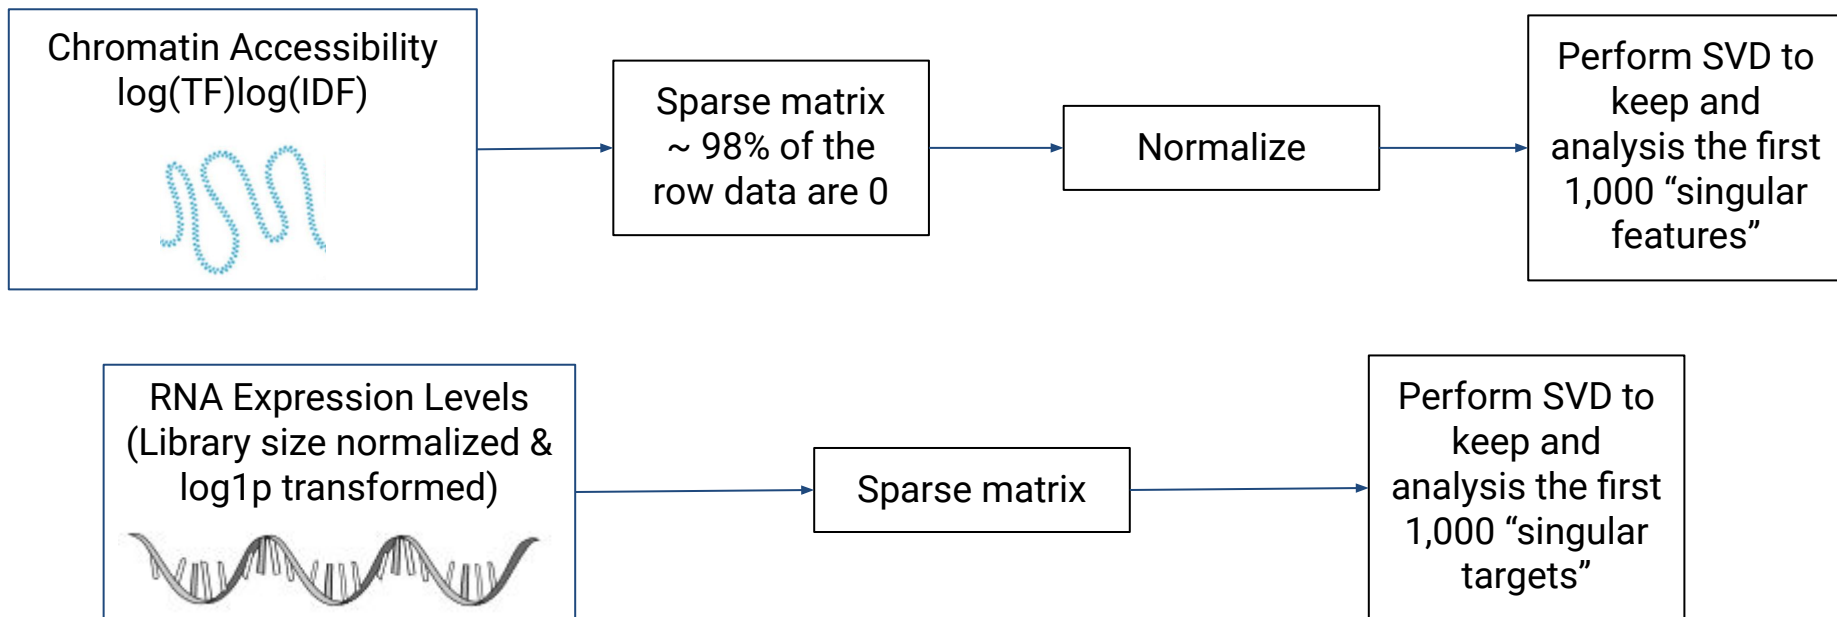 Chromatin Accessibility
log(TF)log(IDF)
Sparse matrix
~ 98% of the
row data are 0
Normalize
Perform SVD to
keep and
analysis the first
1,000 “singular
features”
RNA Expression Levels
(Library size normalized &
log1p transformed)
Sparse matrix
Perform SVD to
keep and
analysis the first
1,000 “singular
targets”